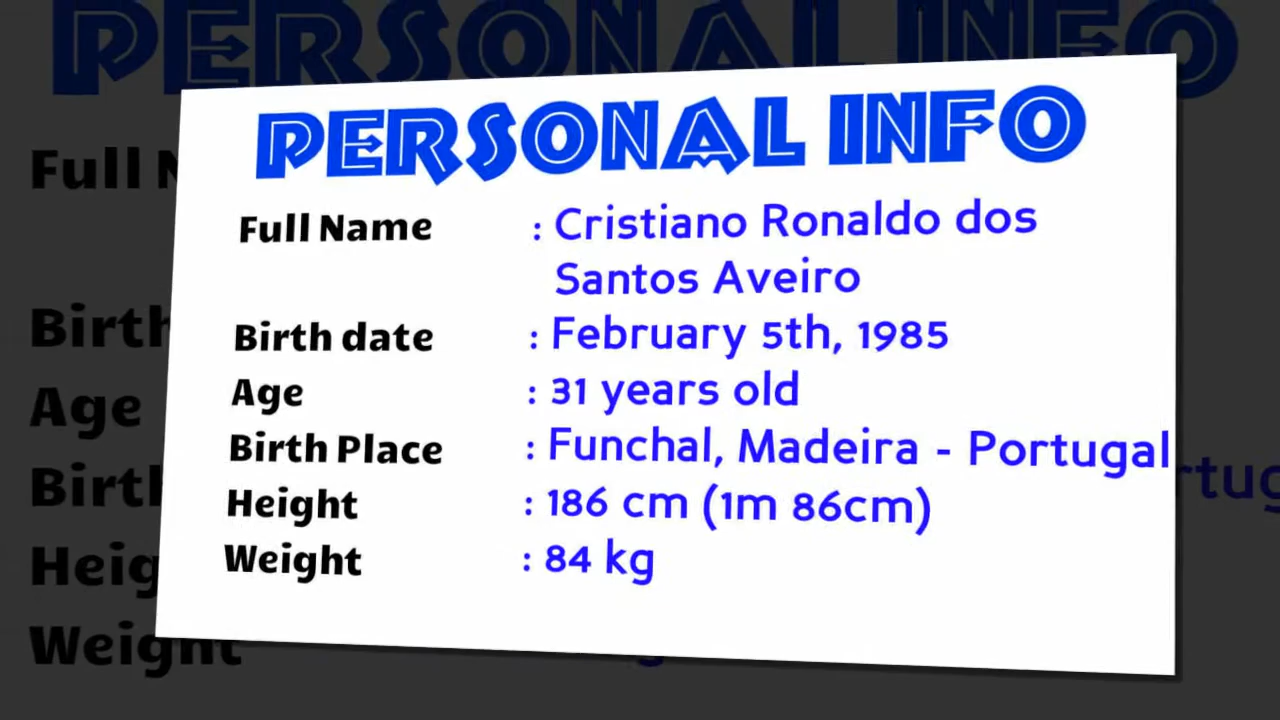 PERSONAL INFO
Full Name : Cristiano Ronaldo dos
Santos Aveiro
Birth date : February 5th, 1985
Age : 31 years old
Birth Place : Funchal, Madeira - Portugal
Height : 186 cm (1m 86cm)
Weight : 84 kg